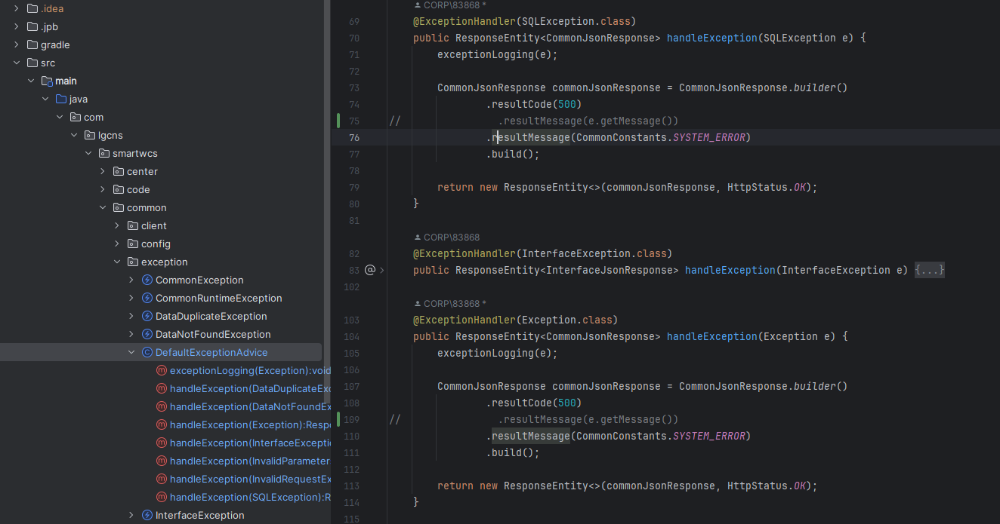 .idea
.jpb
gradle
src
main
java
com
lgcns
smartwcs
center
code
common
client
config
exception
CommonException
CommonRuntimeException
DataDuplicateException
DataNotFoundException
DefaultExceptionAdvice
exceptionLogging(Exception):void
handleException(DataDuplicateExc
handleException(DataNotFoundEx
handleException(Exception):Respo
handleException(InterfaceExceptio
handleException(InvalidParameter
handleException(InvalidRequestEx
handleException(SQLException):R
InterfaceException
CORP\83868 *
69 @ExceptionHandler(SQLException.class)
70 public ResponseEntity<CommonJsonResponse> handleException(SQLException e) {
71 exceptionLogging(e);
72
73 CommonJsonResponse commonJsonResponse = CommonJsonResponse.builder()
74 .resultCode(500)
75 // .resultMessage(e.getMessage())
76 .resultMessage(CommonConstants.SYSTEM_ERROR)
77 .build();
78
79 return new ResponseEntity<>(commonJsonResponse, HttpStatus.OK);
80 }
81
CORP\83868
82 @ExceptionHandler(InterfaceException.class)
83 @ public ResponseEntity<InterfaceJsonResponse> handleException(InterfaceException e) {...}
102
CORP\83868 *
103 @ExceptionHandler(Exception.class)
104 public ResponseEntity<CommonJsonResponse> handleException(Exception e) {
105 exceptionLogging(e);
106
107 CommonJsonResponse commonJsonResponse = CommonJsonResponse.builder()
108 .resultCode(500)
109 // .resultMessage(e.getMessage())
110 .resultMessage(CommonConstants.SYSTEM_ERROR)
111 .build();
112
113 return new ResponseEntity<>(commonJsonResponse, HttpStatus.OK);
114 }
115